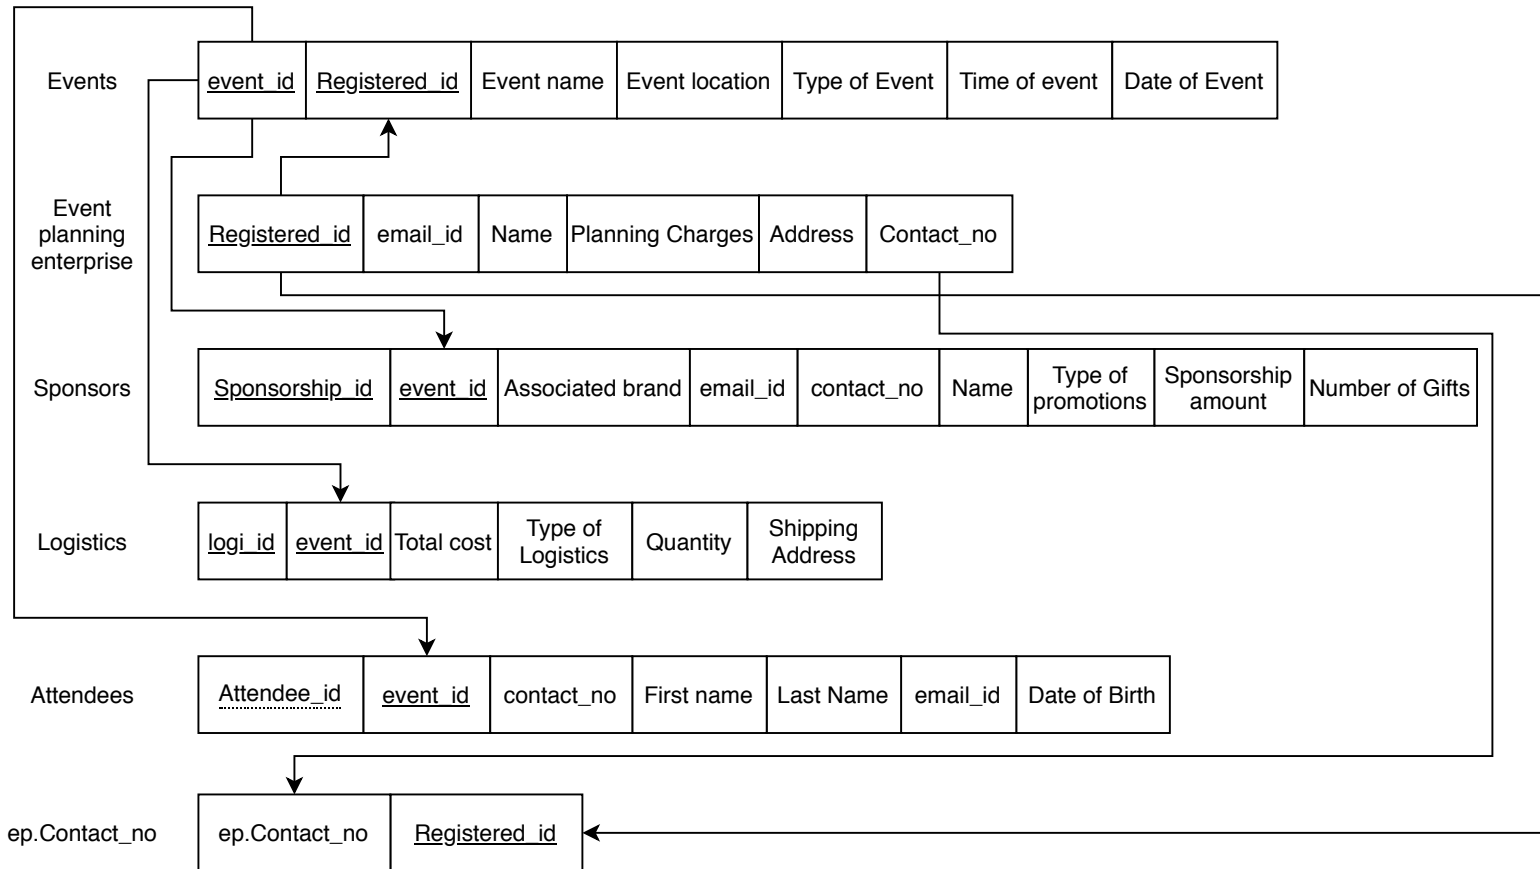 Events
event_id Registered_id Event name Event location Type of Event Time of event Date of Event
Event
planning
enterprise
Registered_id email_id Name Planning Charges Address Contact_no
Sponsors
Sponsorship_id event_id Associated brand email_id contact_no Name
Type of
promotions
Sponsorship
amount
Number of Gifts
Logistics
logi_id event_id Total cost
Type of
Logistics
Quantity
Shipping
Address
Attendees
Attendee_id event_id contact_no First name Last Name email_id Date of Birth
ep.Contact_no
ep.Contact_no Registered_id